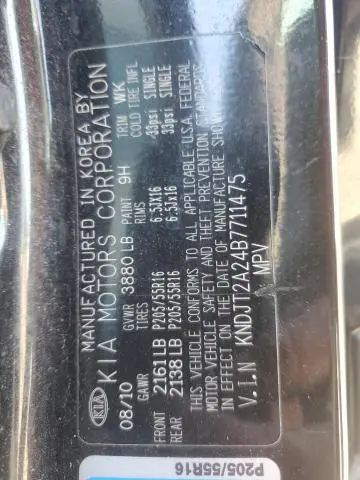 MANUFACTURED IN KOREA BY
KIA KIA MOTORS CORPORATION
08/10 GVWR 3880 LB PAINT 9H TRIM WK
GAWR TIRES RIMS COLD TIRE INFL
FRONT 2161LB P205/55R16 6.5Jx16 33psi SINGLE
REAR 2138LB P205/55R16 6.5Jx16 33psi SINGLE
THIS VEHICLE CONFORMS TO ALL APPLICABLE U.S.A. FEDERAL
MOTOR VEHICLE SAFETY AND THEFT PREVENTION STANDARDS
IN EFFECT ON THE DATE OF MANUFACTURE SHOWN
V.I.N KNDJT2A24B7711475
MPV
P205/55R16